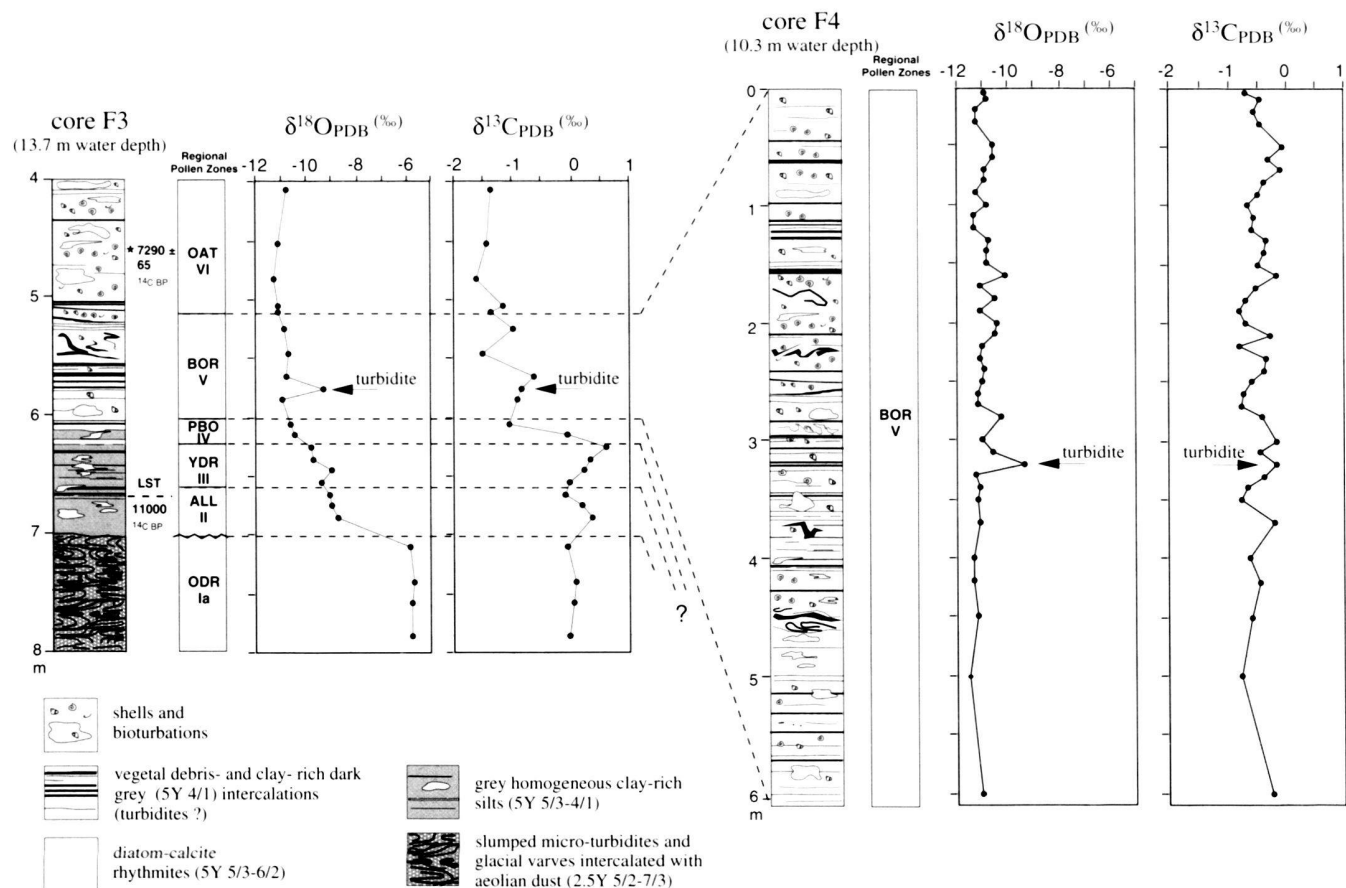 core F3
(13.7 m water depth)
Regional
Pollen Zones
δ18OPDB (‰)
-12 -10 -8 -6
δ13CPDB (‰)
-2 -1 0 1
4
5
6
7
8
m
* 7290 ±
65
14C BP
LST
11000
14C BP
OAT
VI
BOR
V
PBO
IV
YDR
III
ALL
II
ODR
Ia
turbidite
turbidite
?
core F4
(10.3 m water depth)
Regional
Pollen Zones
δ18OPDB (‰)
-12 -10 -8 -6
δ13CPDB (‰)
-2 -1 0 1
0
1
2
3
4
5
6
m
BOR
V
turbidite
turbidite
shells and
bioturbations
vegetal debris- and clay- rich dark
grey (5Y 4/1) intercalations
(turbidites ?)
diatom-calcite
rhythmites (5Y 5/3-6/2)
grey homogeneous clay-rich
silts (5Y 5/3-4/1)
slumped micro-turbidites and
glacial varves intercalated with
aeolian dust (2.5Y 5/2-7/3)